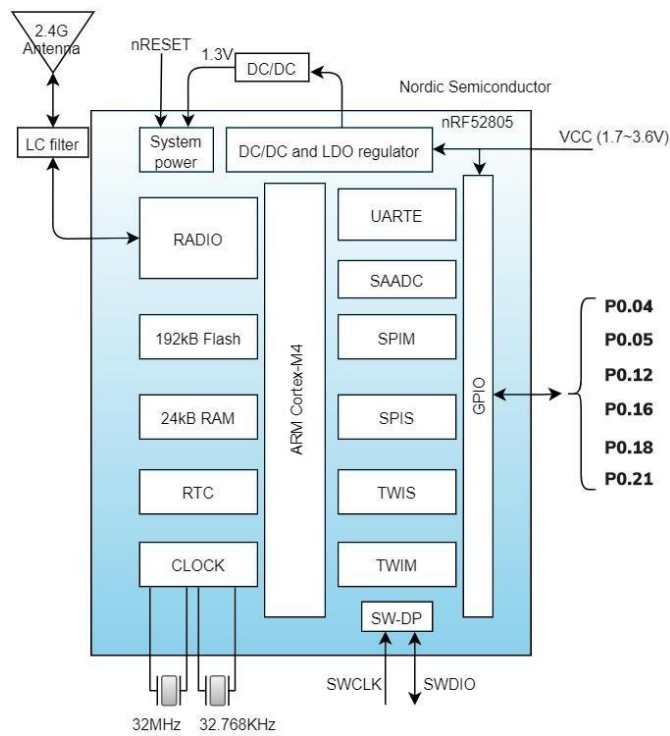 2.4G
Antenna
nRESET
1.3V
DC/DC
Nordic Semiconductor
nRF52805
LC filter
System
power
DC/DC and LDO regulator
VCC (1.7~3.6V)
RADIO
UARTE
SAADC
192kB Flash
SPIM
ARM Cortex-M4
GPIO
P0.04
P0.05
P0.12
P0.16
P0.18
P0.21
24kB RAM
SPIS
RTC
TWIS
CLOCK
TWIM
SW-DP
SWCLK
SWDIO
32MHz
32.768KHz